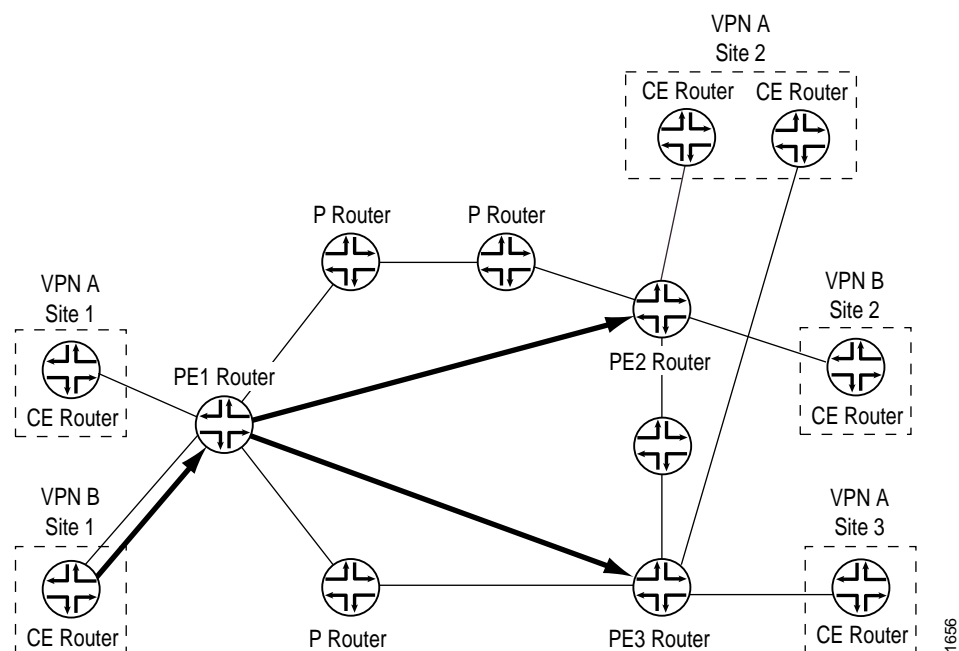 VPN A
Site 2
CE Router
CE Router
P Router
P Router
VPN A
Site 1
VPN B
Site 2
PE1 Router
PE2 Router
CE Router
CE Router
VPN B
Site 1
VPN A
Site 3
CE Router
P Router
PE3 Router
CE Router
1656